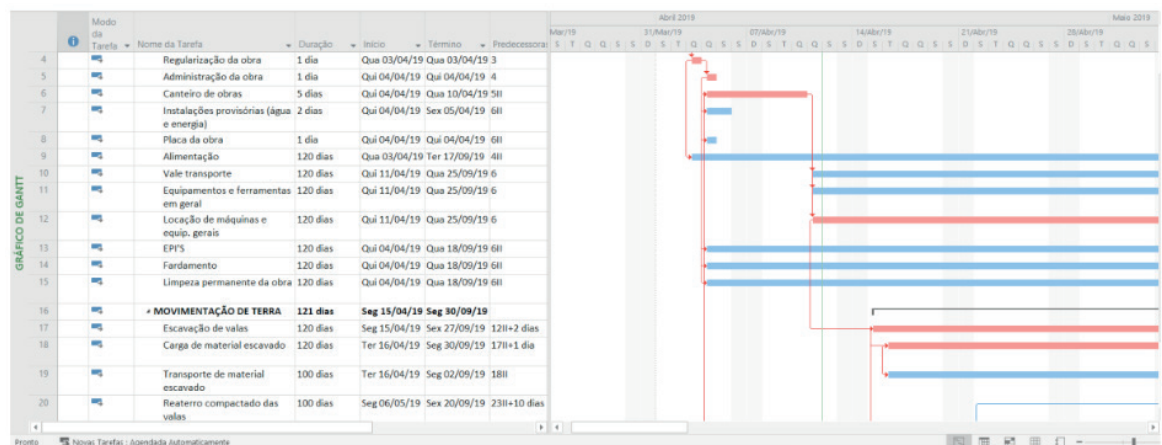 Abril 2019 Maio 2019
Modo da Tarefa Nome da Tarefa Duração Início Término Predecessoras Mar/19 31/Mar/19 07/Abr/19 14/Abr/19 21/Abr/19 28/Abr/19
S T Q Q S S D S T Q Q S S D S T Q Q S S D S T Q Q S S D S T Q Q S S D S T Q Q S
4 Regularização da obra 1 dia Qua 03/04/19 Qua 03/04/19 3
5 Administração da obra 1 dia Qui 04/04/19 Qui 04/04/19 4
6 Canteiro de obras 5 dias Qui 04/04/19 Qua 10/04/19 5II
7 Instalações provisórias (água e energia) 2 dias Qui 04/04/19 Sex 05/04/19 6II
8 Placa da obra 1 dia Qui 04/04/19 Qui 04/04/19 6II
9 Alimentação 120 dias Qua 03/04/19 Ter 17/09/19 4II
10 Vale transporte 120 dias Qui 11/04/19 Qua 25/09/19 6
11 Equipamentos e ferramentas em geral 120 dias Qui 11/04/19 Qua 25/09/19 6
12 Locação de máquinas e equip. gerais 120 dias Qui 11/04/19 Qua 25/09/19 6
13 EPI'S 120 dias Qui 04/04/19 Qua 18/09/19 6II
14 Fardamento 120 dias Qui 04/04/19 Qua 18/09/19 6II
15 Limpeza permanente da obra 120 dias Qui 04/04/19 Qua 18/09/19 6II
16 MOVIMENTAÇÃO DE TERRA 121 dias Seg 15/04/19 Seg 30/09/19
17 Escavação de valas 120 dias Seg 15/04/19 Sex 27/09/19 12II+2 dias
18 Carga de material escavado 120 dias Ter 16/04/19 Seg 30/09/19 17II+1 dia
19 Transporte de material escavado 100 dias Ter 16/04/19 Seg 02/09/19 18II
20 Reaterro compactado das valas 100 dias Seg 06/05/19 Sex 20/09/19 23II+10 dias
GRÁFICO DE GANTT
Pronto Novas Tarefas : Agendada Automaticamente